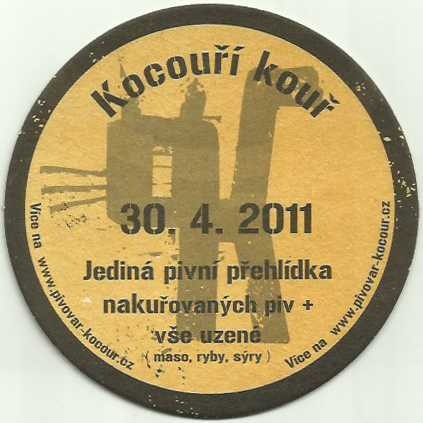 Kocouří kouř
30. 4. 2011
Jediná pivní přehlídka
nakuřovaných piv +
vše uzené
( maso, ryby, sýry )
Více na www.pivovar-kocour.cz
Více na www.pivovar-kocour.cz